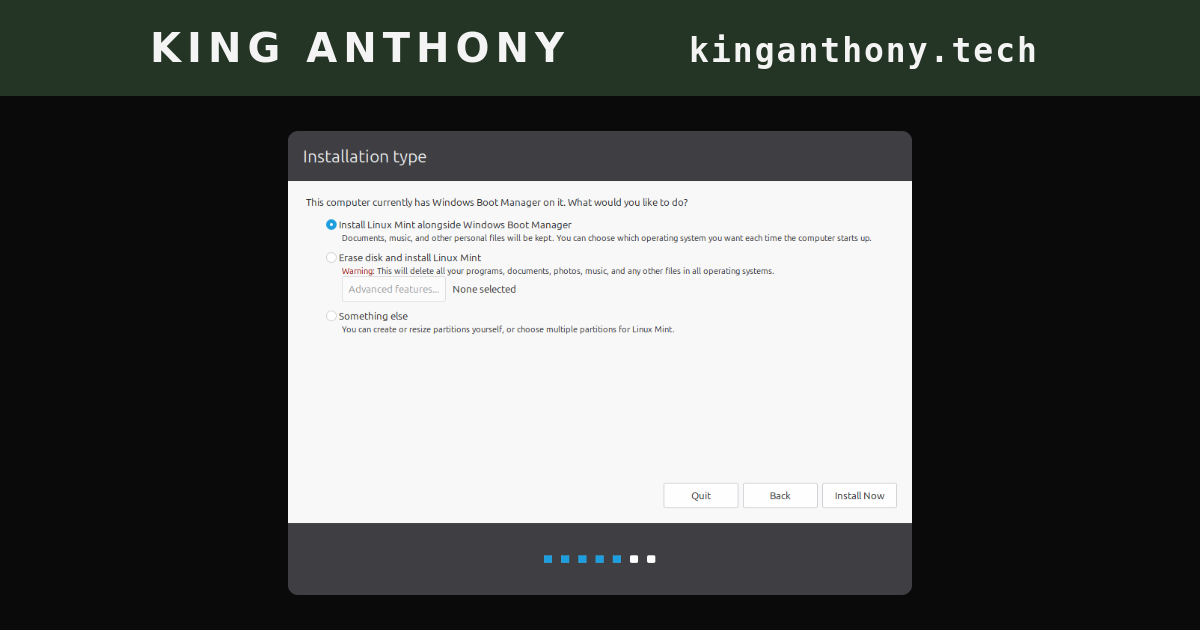 KING ANTHONY
kinganthony.tech
Installation type
This computer currently has Windows Boot Manager on it. What would you like to do?
Install Linux Mint alongside Windows Boot Manager
Documents, music, and other personal files will be kept. You can choose which operating system you want each time the computer starts up.
Erase disk and install Linux Mint
Warning: This will delete all your programs, documents, photos, music, and any other files in all operating systems.
Advanced features... None selected
Something else
You can create or resize partitions yourself, or choose multiple partitions for Linux Mint.
Quit Back Install Now